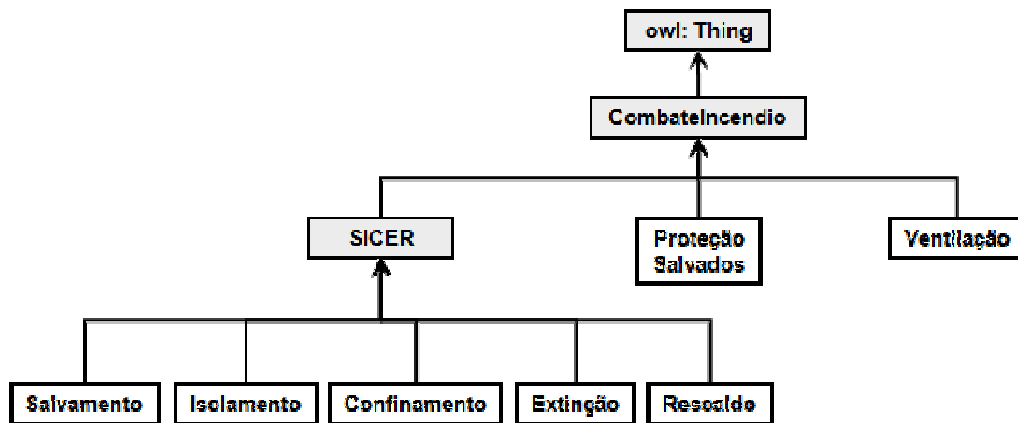 owl: Thing
CombateIncendio
SICER
Proteção
Salvados
Ventilação
Salvamento
Isolamento
Confinamento
Extinção
Rescaldo